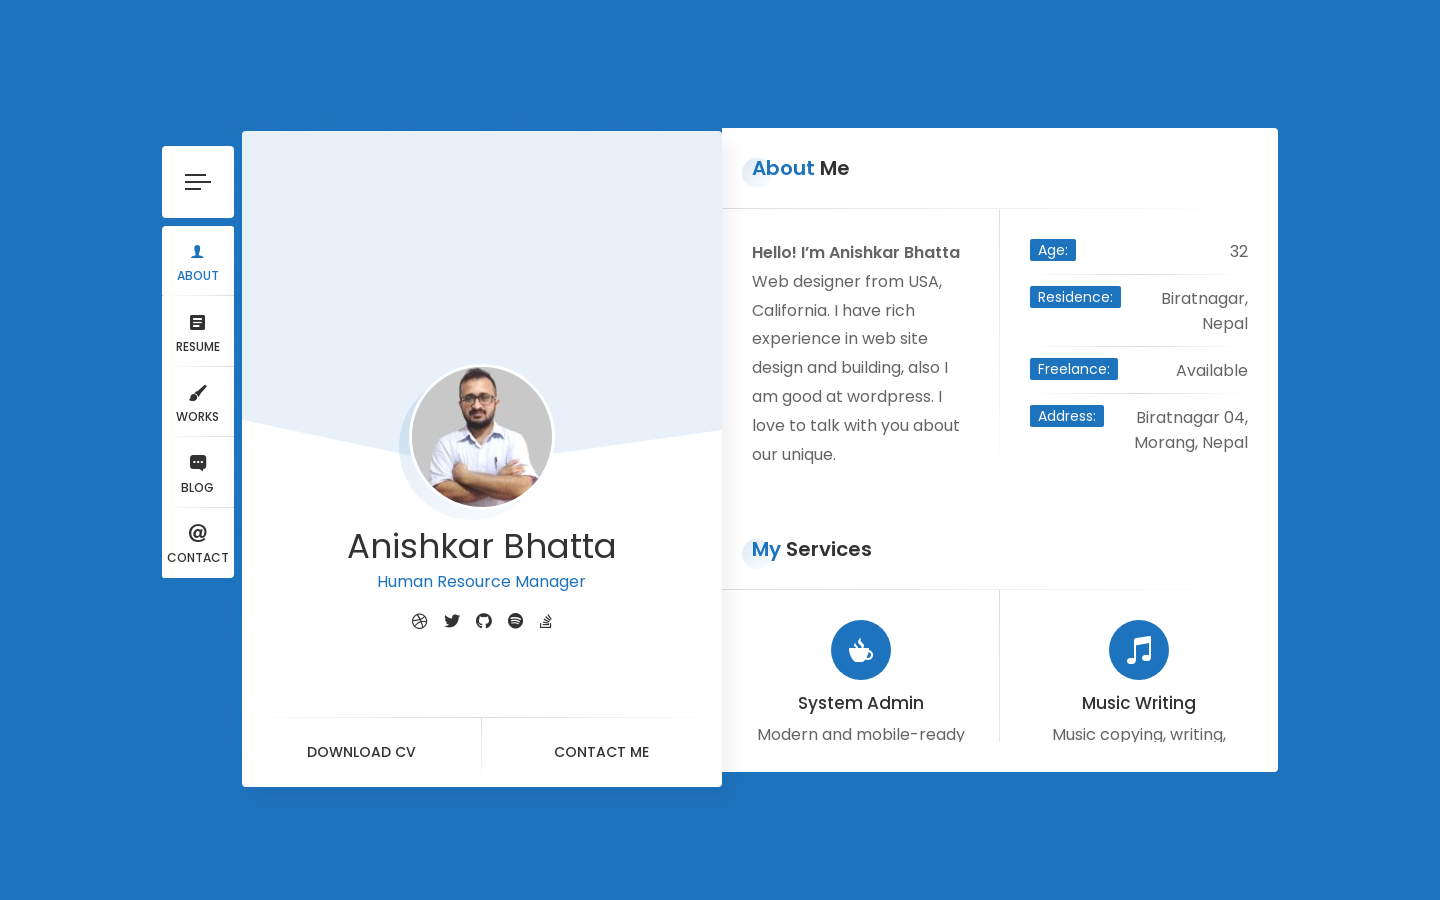 ABOUT
RESUME
WORKS
BLOG
CONTACT
Anishkar Bhatta
Human Resource Manager
DOWNLOAD CV
CONTACT ME
About Me
Hello! I’m Anishkar Bhatta
Web designer from USA,
California. I have rich
experience in web site
design and building, also I
am good at wordpress. I
love to talk with you about
our unique.
Age: 32
Residence: Biratnagar,
Nepal
Freelance: Available
Address: Biratnagar 04,
Morang, Nepal
My Services
System Admin
Modern and mobile-ready
Music Writing
Music copying, writing,